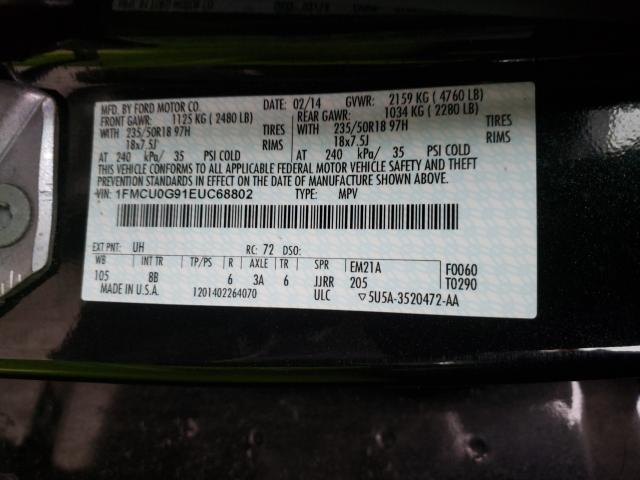 MFD. BY FORD MOTOR CO. DATE: 02/14 GVWR: 2159 KG ( 4760 LB)
FRONT GAWR: 1125 KG ( 2480 LB) REAR GAWR: 1034 KG ( 2280 LB)
WITH 235/50R18 97H TIRES WITH 235/50R18 97H TIRES
18x7.5J RIMS 18x7.5J RIMS
AT 240 kPa/ 35 PSI COLD AT 240 kPa/ 35 PSI COLD
THIS VEHICLE CONFORMS TO ALL APPLICABLE FEDERAL MOTOR VEHICLE SAFETY AND THEFT
PREVENTION STANDARDS IN EFFECT ON THE DATE OF MANUFACTURE SHOWN ABOVE.
VIN: 1FMCU0G91EUC68802 TYPE: MPV
EXT PNT: UH RC: 72 DSO:
WB INT TR TP/PS R AXLE TR SPR EM21A F0060
105 8B 6 3A 6 JJRR 205 T0290
MADE IN U.S.A. 1201402264070 ULC ▽5U5A-3520472-AA